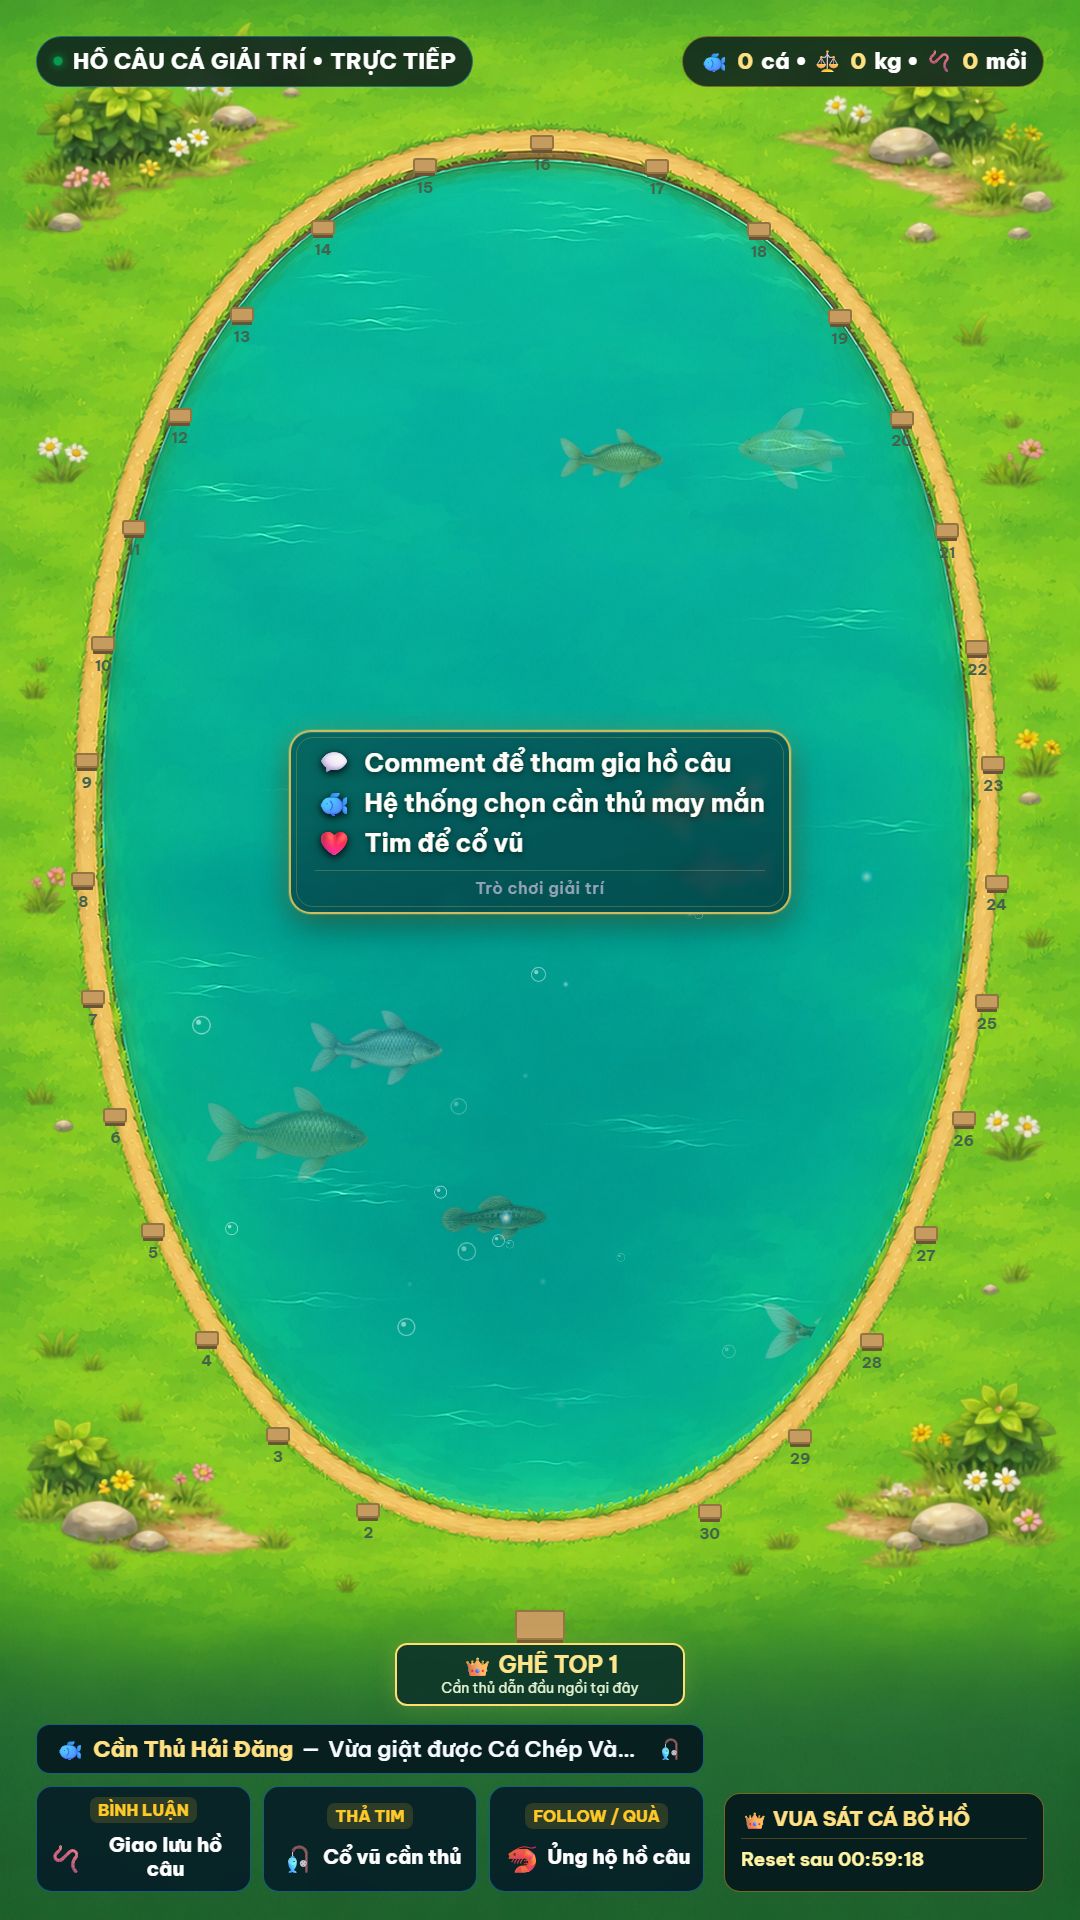 HỒ CÂU CÁ GIẢI TRÍ • TRỰC TIẾP
0 cá • 0 kg • 0 mồi
16
15
17
14
18
13
19
12
20
11
21
10
22
9
23
Comment để tham gia hồ câu
Hệ thống chọn cần thủ may mắn
Tim để cổ vũ
Trò chơi giải trí
8
24
7
25
6
26
5
27
4
28
3
29
2
30
GHẾ TOP 1
Cần thủ dẫn đầu ngồi tại đây
Cần Thủ Hải Đăng — Vừa giật được Cá Chép Và...
BÌNH LUẬN
Giao lưu hồ
câu
THẢ TIM
Cổ vũ cần thủ
FOLLOW / QUÀ
Ủng hộ hồ câu
VUA SÁT CÁ BỜ HỒ
Reset sau 00:59:18